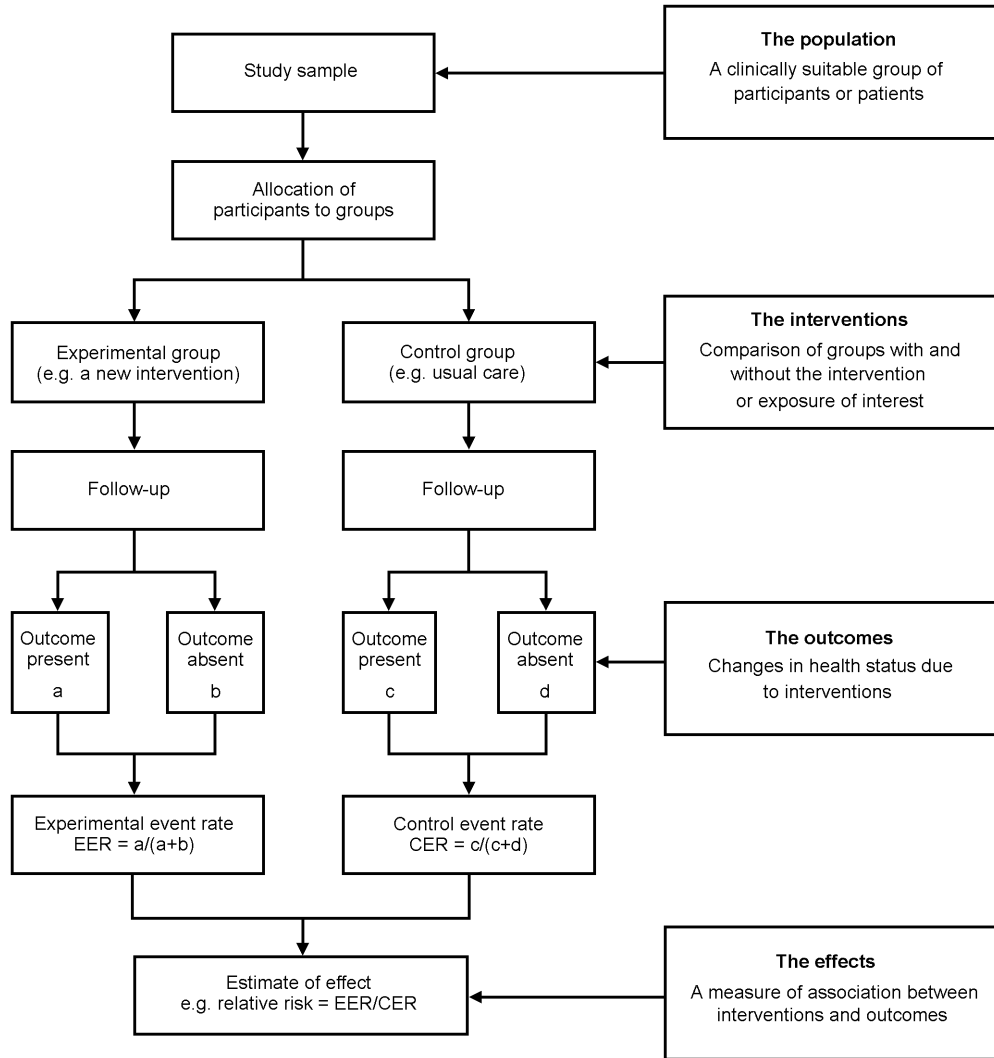 Study sample
The population
A clinically suitable group of
participants or patients
Allocation of
participants to groups
Experimental group
(e.g. a new intervention)
Control group
(e.g. usual care)
The interventions
Comparison of groups with and
without the intervention
or exposure of interest
Follow-up
Follow-up
Outcome
present
a
Outcome
absent
b
Outcome
present
c
Outcome
absent
d
The outcomes
Changes in health status due
to interventions
Experimental event rate
EER = a/(a+b)
Control event rate
CER = c/(c+d)
Estimate of effect
e.g. relative risk = EER/CER
The effects
A measure of association between
interventions and outcomes